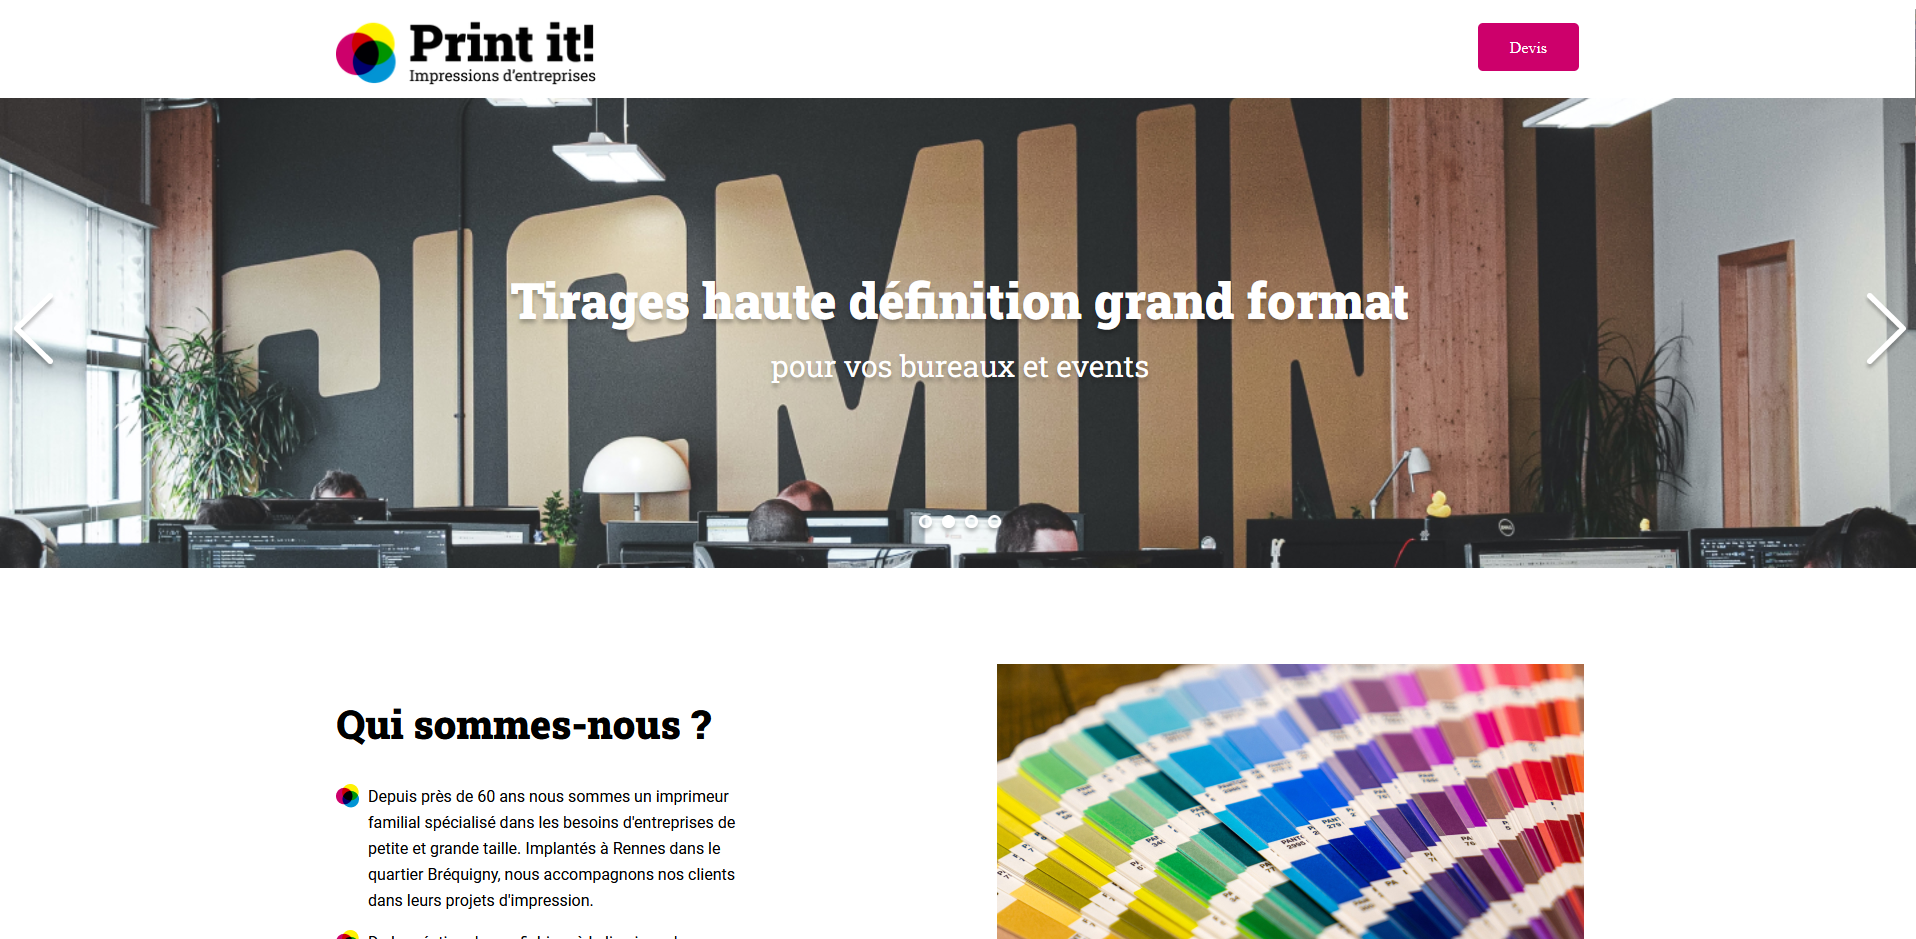 Print it!
Impressions d'entreprises
Devis
Tirages haute définition grand format
pour vos bureaux et events
Qui sommes-nous ?
Depuis près de 60 ans nous sommes un imprimeur
familial spécialisé dans les besoins d'entreprises de
petite et grande taille. Implantés à Rennes dans le
quartier Bréquigny, nous accompagnons nos clients
dans leurs projets d'impression.